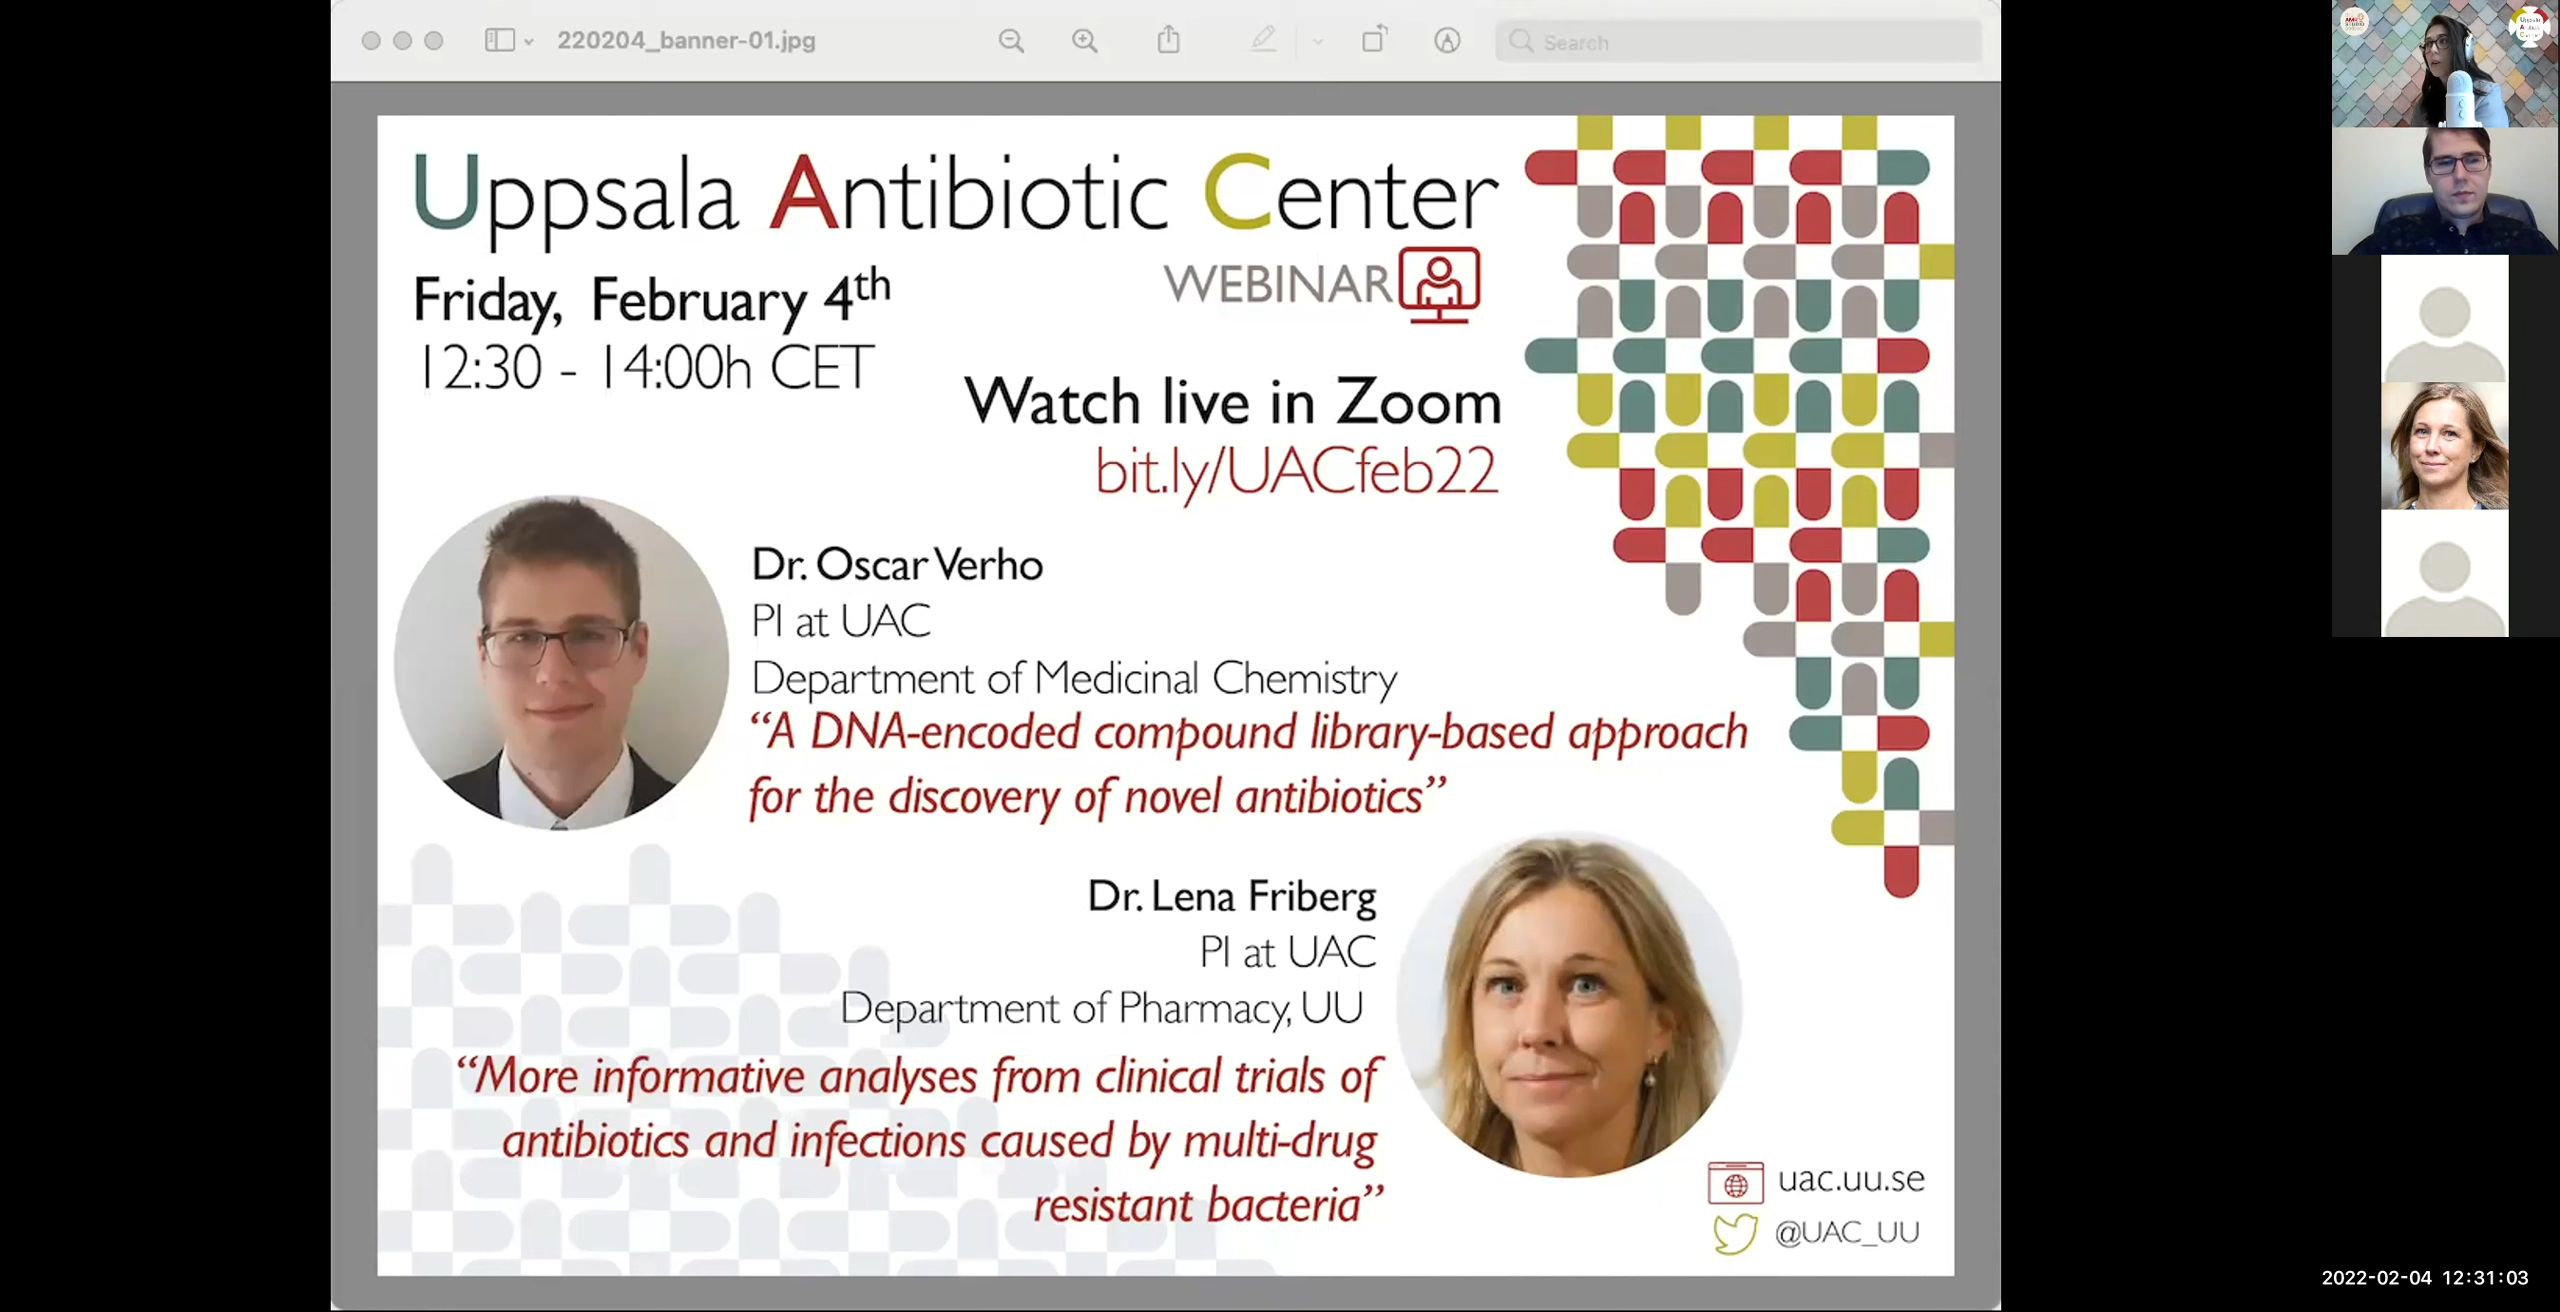 220204_banner-01.jpg
Search
Uppsala Antibiotic Center
WEBINAR
Friday, February 4th
12:30 - 14:00h CET
Watch live in Zoom
bit.ly/UACfeb22
Dr. Oscar Verho
PI at UAC
Department of Medicinal Chemistry
“A DNA-encoded compound library-based approach
for the discovery of novel antibiotics”
Dr. Lena Friberg
PI at UAC
Department of Pharmacy, UU
“More informative analyses from clinical trials of
antibiotics and infections caused by multi-drug
resistant bacteria”
uac.uu.se
@UAC_UU
2022-02-04 12:31:03